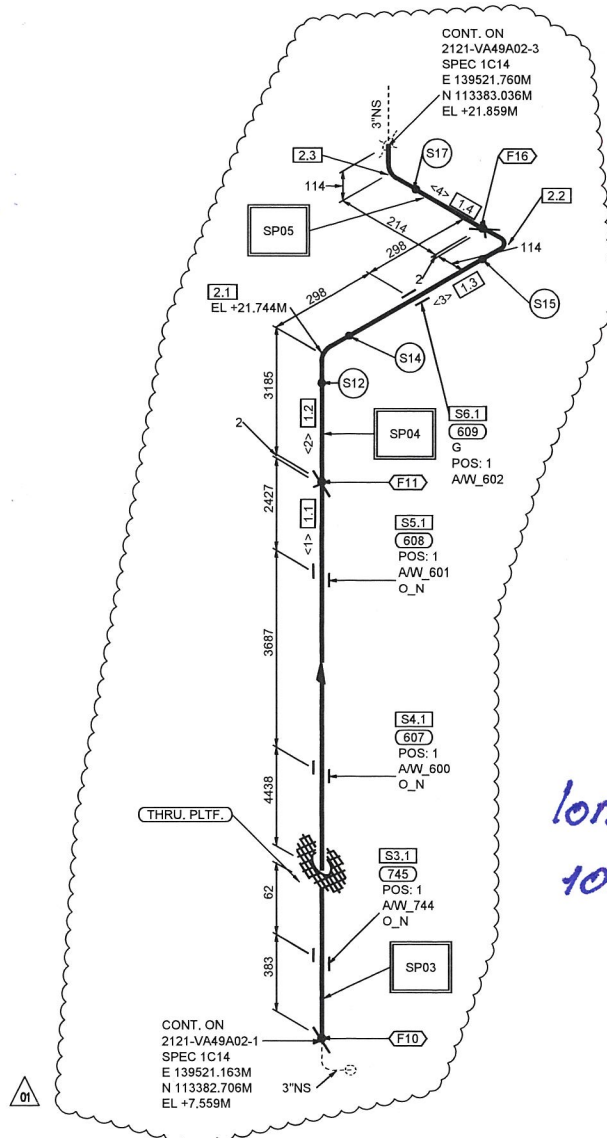 CONT. ON
2121-VA49A02-3
SPEC 1C14
E 139521.760M
N 113383.036M
EL +21.859M
3"NS
2.3
S17
F16
114
<4>
1.4
2.2
SP05
214
298
114
2
298
1.3
<3>
S15
2.1
EL +21.744M
S14
S12
3185
1.2
<2>
SP04
S6.1
609
G
POS: 1
A/W_602
2
F11
2427
1.1
<1>
S5.1
608
POS: 1
A/W_601
O_N
3687
S4.1
607
POS: 1
A/W_600
O_N
4438
THRU. PLTF.
S3.1
745
POS: 1
A/W_744
O_N
62
383
SP03
CONT. ON
2121-VA49A02-1
SPEC 1C14
E 139521.163M
N 113382.706M
EL +7,559M
F10
3"NS
01
10